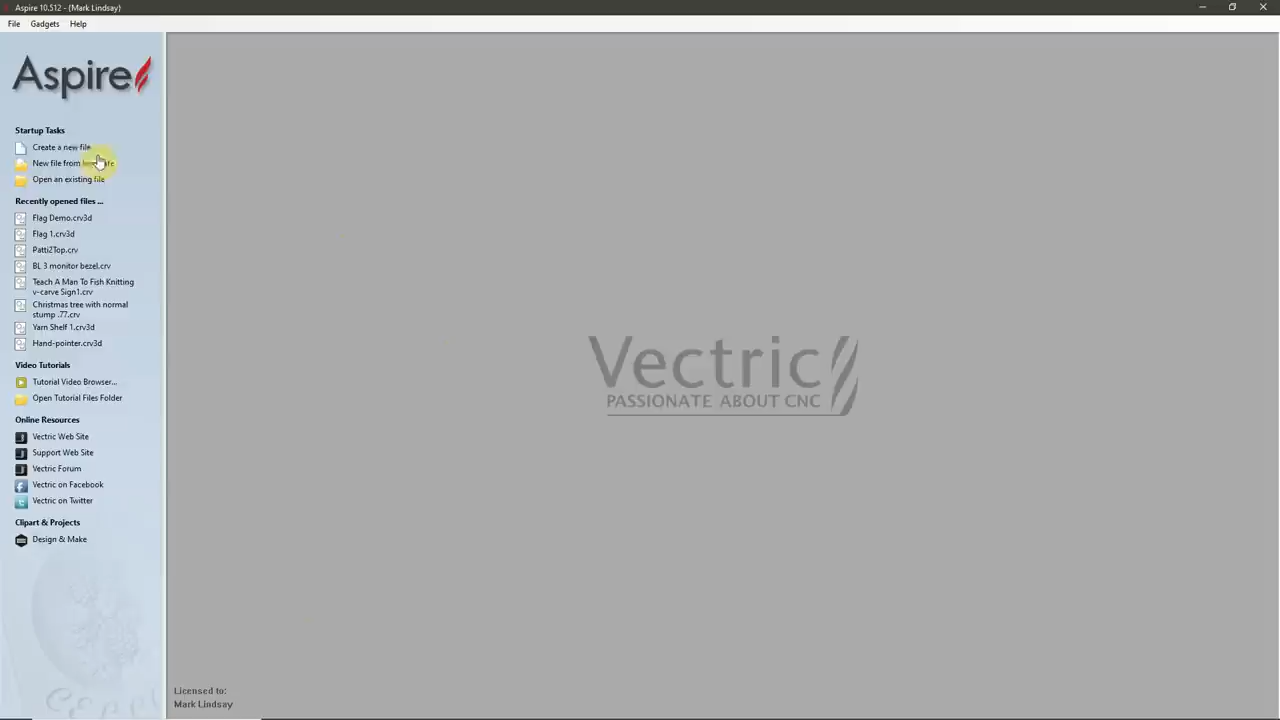 Aspire 10.512 - {Mark Lindsay}
File Gadgets Help
Aspire
Startup Tasks
Create a new file
New file from
Open an existing file
Recently opened files ...
Flag Demo.crv3d
Flag 1.crv3d
Patti2Top.crv
BL 3 monitor bezel.crv
Teach A Man To Fish Knitting
v-carve Sign1.crv
Christmas tree with normal
stump .77.crv
Yarn Shelf 1.crv3d
Hand-pointer.crv3d
Video Tutorials
Tutorial Video Browser...
Open Tutorial Files Folder
Online Resources
Vectric Web Site
Support Web Site
Vectric Forum
Vectric on Facebook
Vectric on Twitter
Clipart & Projects
Design & Make
Vectric
PASSIONATE ABOUT CNC
Licensed to:
Mark Lindsay